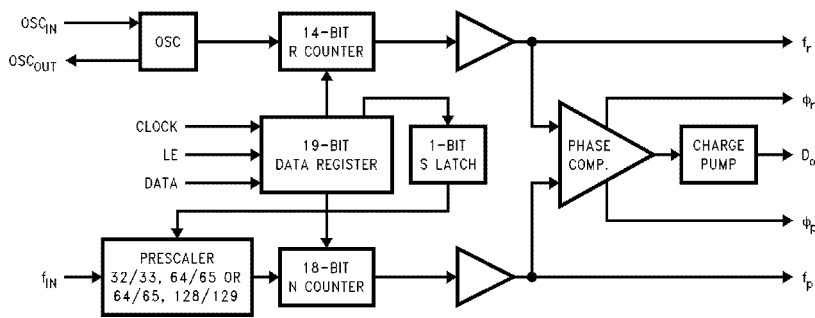 OSC_IN
OSC_OUT
OSC
14-BIT
R COUNTER
f_r
CLOCK
LE
DATA
19-BIT
DATA REGISTER
1-BIT
S LATCH
PHASE
COMP.
ϕ_r
CHARGE
PUMP
D_o
ϕ_p
f_IN
PRESCALER
32/33, 64/65 OR
64/65, 128/129
18-BIT
N COUNTER
f_p